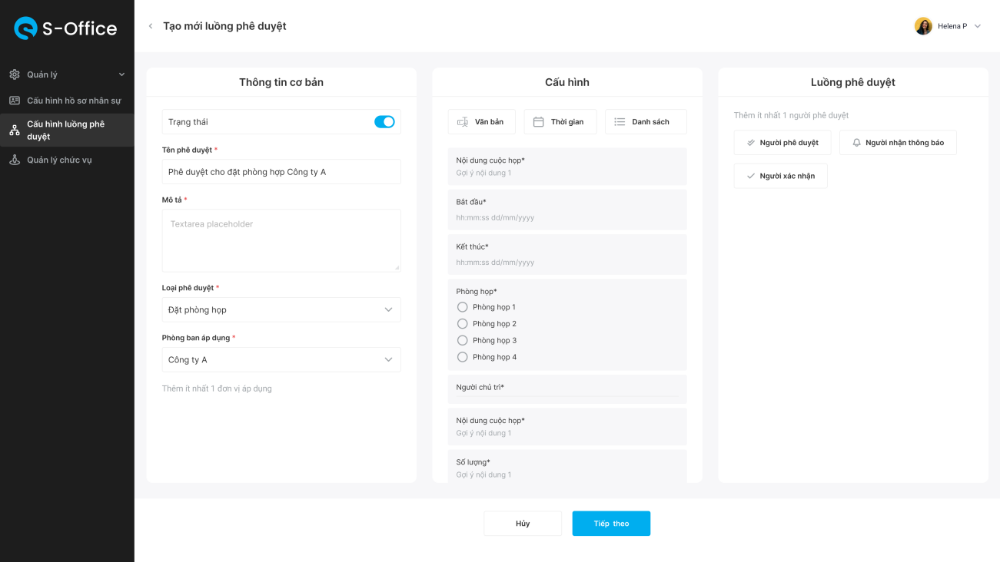 S-Office
Quản lý
Cấu hình hồ sơ nhân sự
Cấu hình luồng phê
duyệt
Quản lý chức vụ
Tạo mới luồng phê duyệt
Helena P
Thông tin cơ bản
Trạng thái
Tên phê duyệt *
Phê duyệt cho đặt phòng hợp Công ty A
Mô tả *
Textarea placeholder
Loại phê duyệt *
Đặt phòng họp
Phòng ban áp dụng *
Công ty A
Thêm ít nhất 1 đơn vị áp dụng
Cấu hình
Văn bản
Thời gian
Danh sách
Nội dung cuộc họp*
Gợi ý nội dung 1
Bắt đầu*
hh:mm:ss dd/mm/yyyy
Kết thúc*
hh:mm:ss dd/mm/yyyy
Phòng họp*
Phòng họp 1
Phòng họp 2
Phòng họp 3
Phòng họp 4
Người chủ trì*
Nội dung cuộc họp*
Gợi ý nội dung 1
Số lượng*
Gợi ý nội dung 1
Luồng phê duyệt
Thêm ít nhất 1 người phê duyệt
Người phê duyệt
Người nhận thông báo
Người xác nhận
Hủy
Tiếp theo